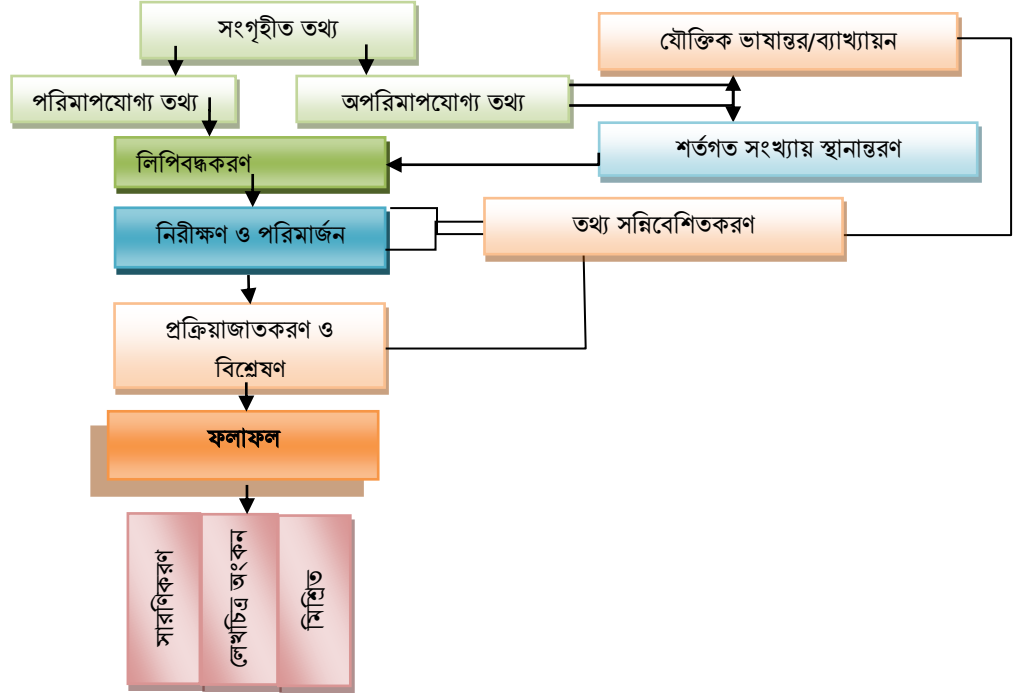 সংগৃহীত তথ্য
যৌক্তিক ভাষান্তর/ব্যাখ্যায়ন
পরিমাপযোগ্য তথ্য
অপরিমাপযোগ্য তথ্য
শর্তগত সংখ্যায় স্থানান্তরণ
লিপিবদ্ধকরণ
নিরীক্ষণ ও পরিমার্জন
তথ্য সন্নিবেশিতকরণ
প্রক্রিয়াজাতকরণ ও
বিশ্লেষণ
ফলাফল
সারণিকরণ
লেখচিত্র অংকন
মিশ্রিত